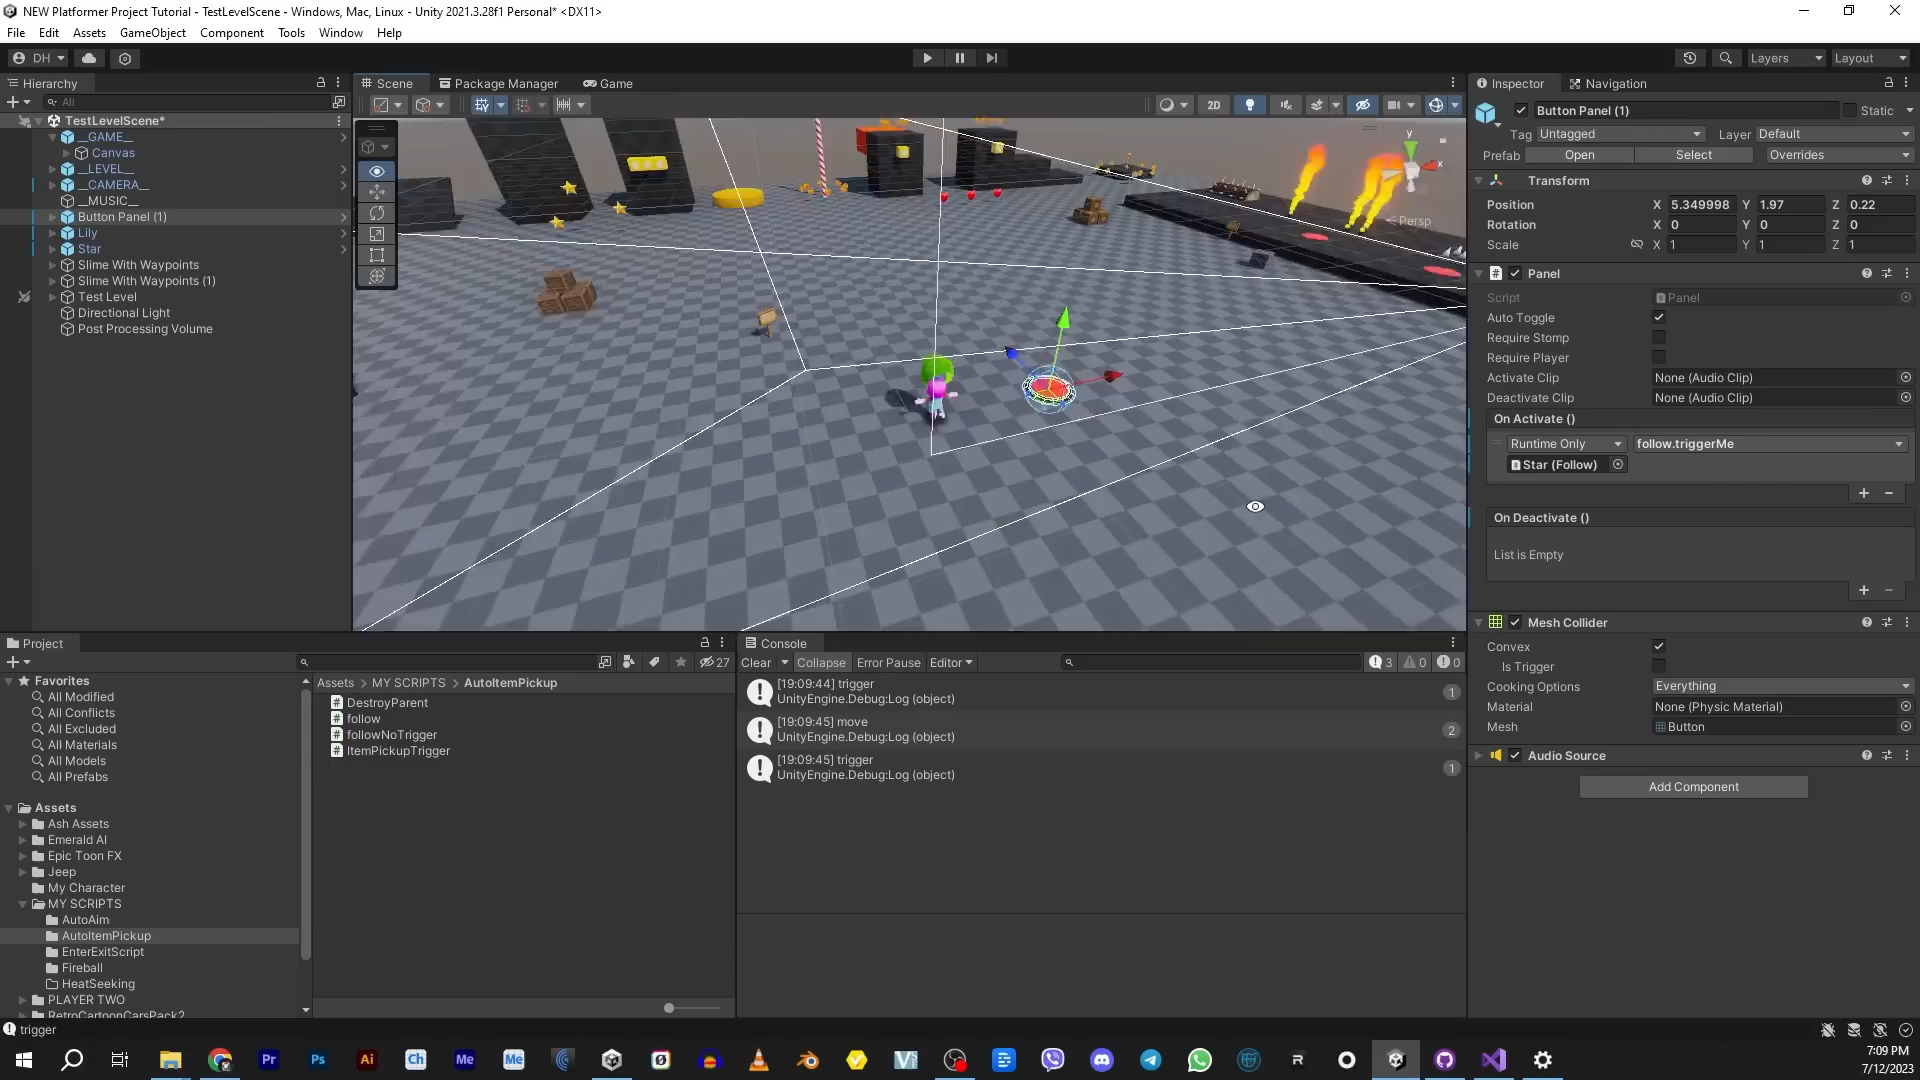 NEW Platformer Project Tutorial - TestLevelScene - Windows, Mac, Linux - Unity 2021.3.28f1 Personal* <DX11>
File Edit Assets GameObject Component Tools Window Help
DH
Layers
Layout
Hierarchy
Scene
Package Manager
Game
Inspector
Navigation
All
2D
Button Panel (1)
Static
TestLevelScene*
__GAME__
Canvas
__LEVEL__
__CAMERA__
__MUSIC__
Button Panel (1)
Lily
Star
Slime With Waypoints
Slime With Waypoints (1)
Test Level
Directional Light
Post Processing Volume
y
x
Persp
Tag Untagged
Layer Default
Prefab Open Select Overrides
Transform
Position X 5.349998 Y 1.97 Z 0.22
Rotation X 0 Y 0 Z 0
Scale X 1 Y 1 Z 1
Panel
Script Panel
Auto Toggle
Require Stomp
Require Player
Activate Clip None (Audio Clip)
Deactivate Clip None (Audio Clip)
On Activate ()
Runtime Only follow.triggerMe
Star (Follow)
On Deactivate ()
List is Empty
Mesh Collider
Convex
Is Trigger
Cooking Options Everything
Material None (Physic Material)
Mesh Button
Audio Source
Add Component
Project
27
Favorites
All Modified
All Conflicts
All Excluded
All Materials
All Models
All Prefabs
Assets
Ash Assets
Emerald AI
Epic Toon FX
Jeep
My Character
MY SCRIPTS
AutoAim
AutoItemPickup
EnterExitScript
Fireball
HeatSeeking
PLAYER TWO
RetroCartoonCarsPack2
Assets > MY SCRIPTS > AutoItemPickup
DestroyParent
follow
followNoTrigger
ItemPickupTrigger
Console
Clear Collapse Error Pause Editor 3 0 0
[19:09:44] trigger
UnityEngine.Debug:Log (object)
1
[19:09:45] move
UnityEngine.Debug:Log (object)
2
[19:09:45] trigger
UnityEngine.Debug:Log (object)
1
trigger
Pr
Ps
Ai
Ch
Me
Me
R
7:09 PM
7/12/2023